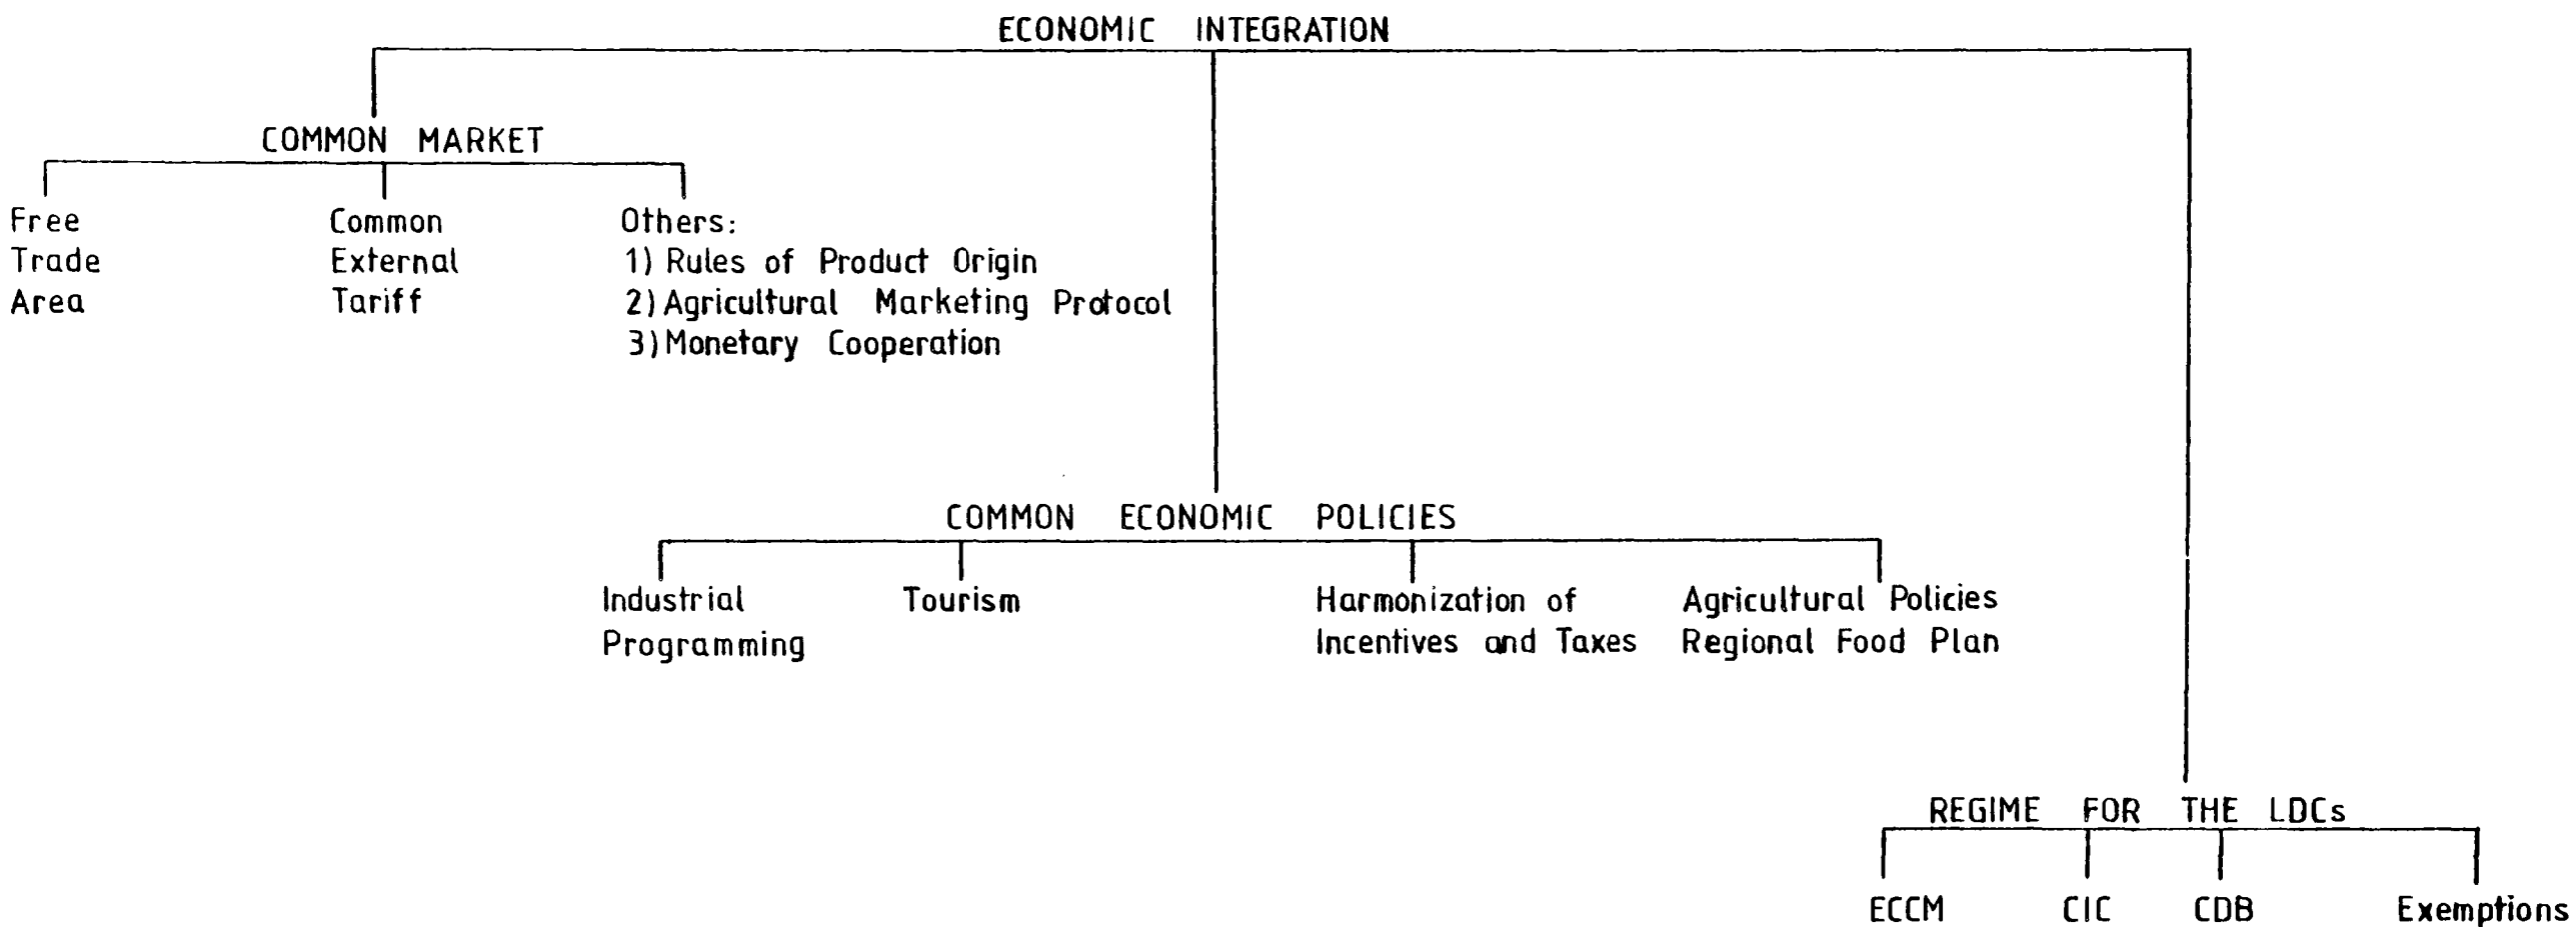 ECONOMIC INTEGRATION
COMMON MARKET
Free
Trade
Area
Common
External
Tariff
Others:
1) Rules of Product Origin
2) Agricultural Marketing Protocol
3) Monetary Cooperation
COMMON ECONOMIC POLICIES
Industrial
Programming
Tourism
Harmonization of
Incentives and Taxes
Agricultural Policies
Regional Food Plan
REGIME FOR THE LDCs
ECCM
CIC
CDB
Exemptions